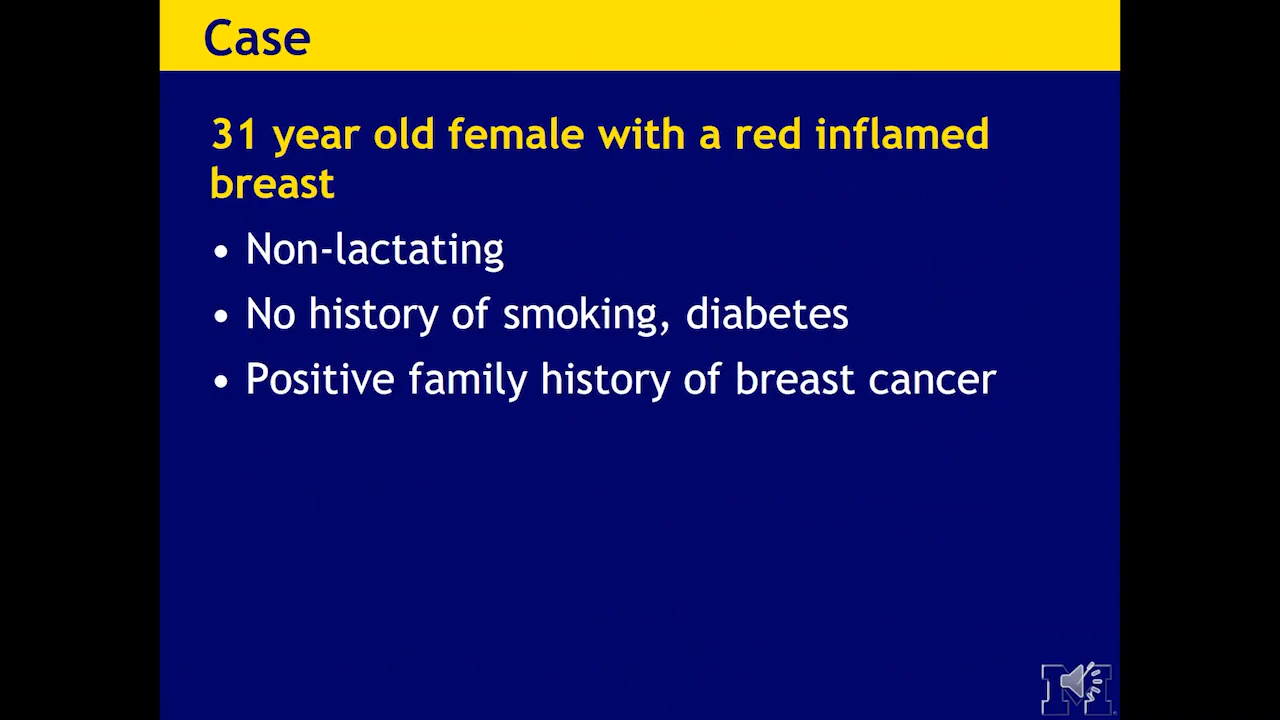 Case
31 year old female with a red inflamed
breast
• Non-lactating
• No history of smoking, diabetes
• Positive family history of breast cancer
M